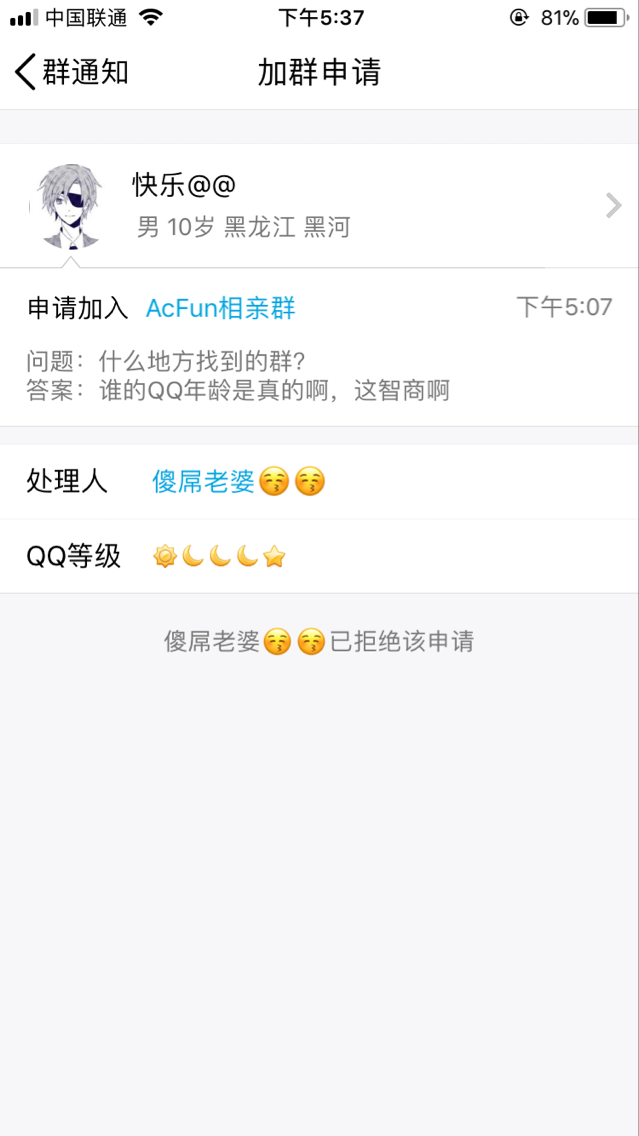 中国联通 下午5:37 81%
群通知 加群申请
快乐@@
男 10岁 黑龙江 黑河
申请加入 AcFun相亲群 下午5:07
问题：什么地方找到的群?
答案：谁的QQ年龄是真的啊，这智商啊
处理人 傻屌老婆😚😚
QQ等级
傻屌老婆😚😚已拒绝该申请